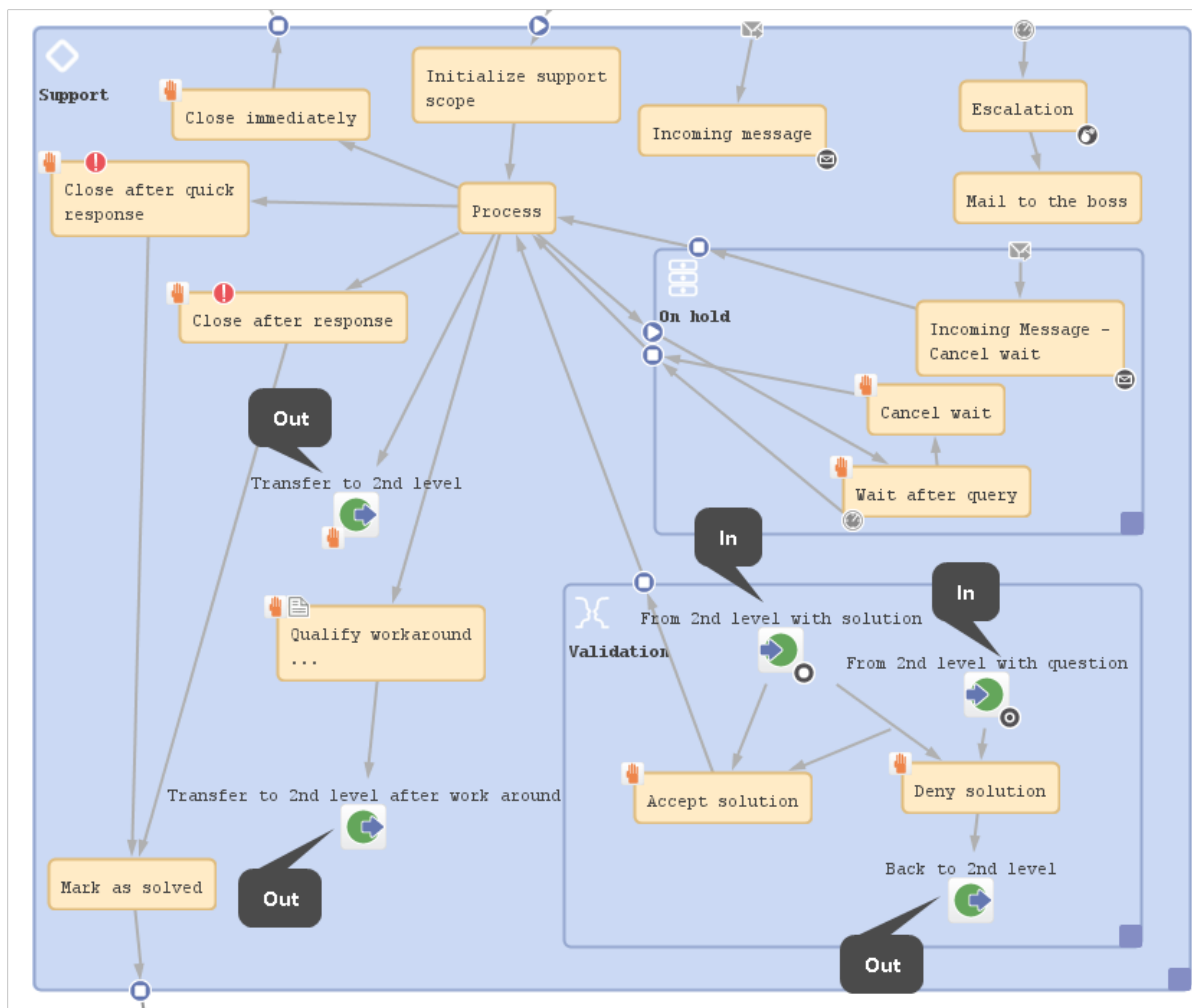 Support
Close immediately
Initialize support
scope
Incoming message
Escalation
Close after quick
response
Process
Mail to the boss
Close after response
On hold
Incoming Message -
Cancel wait
Out
Cancel wait
Transfer to 2nd level
Wait after query
In
In
Qualify workaround
...
From 2nd level with solution
Validation
From 2nd level with question
Transfer to 2nd level after work around
Accept solution
Deny solution
Mark as solved
Out
Back to 2nd level
Out